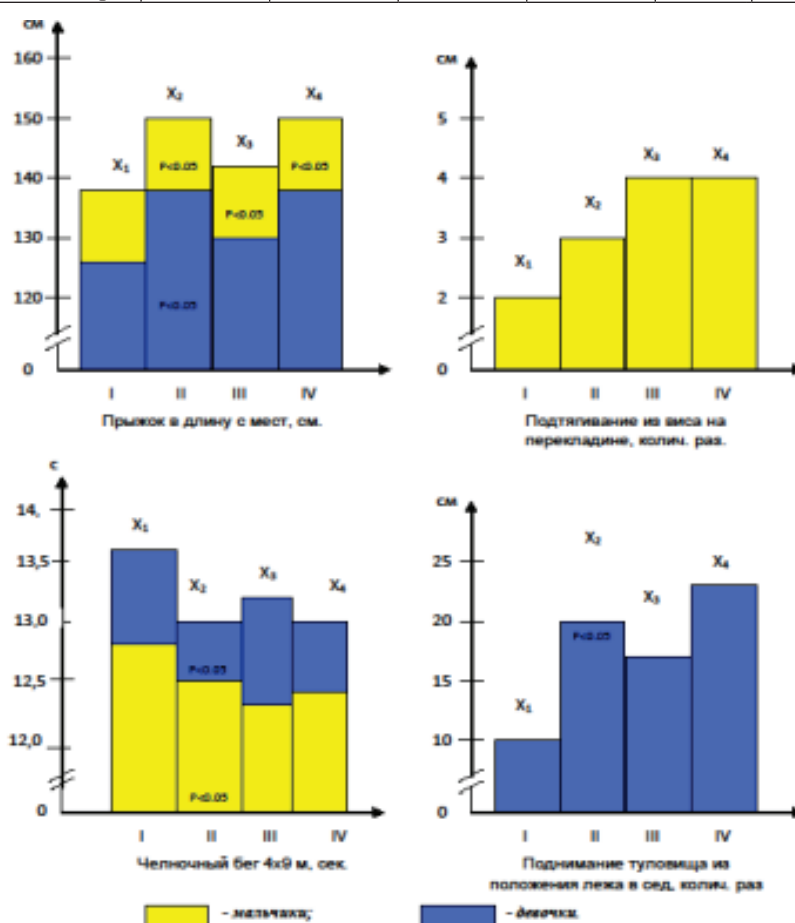 см
160
150
140
130
120
0
X₁
X₂
X₃
X₄
P<0.05
P<0.05
P<0.05
P<0.05
I II III IV
Прыжок в длину с мест, см.
см
5
4
3
2
0
X₁
X₂
X₃
X₄
I II III IV
Подтягивание из виса на
перекладине, колич. раз.
с
14,
13,5
13,0
12,5
12,0
0
X₁
X₂
X₃
X₄
P<0.05
P<0.05
I II III IV
Челночный бег 4х9 м, сек.
см
25
20
15
10
0
X₁
X₂
X₃
X₄
P<0.05
I II III IV
Поднимание туловища из
положения лежа в сед, колич. раз
- мальчики;
- девочки.